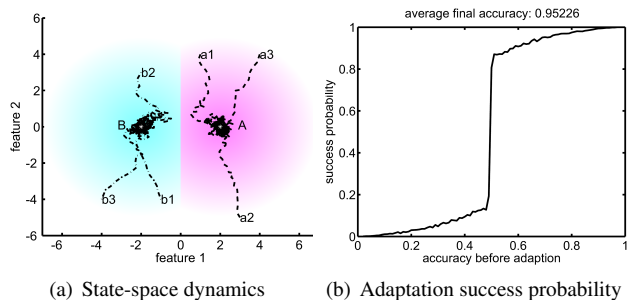 average final accuracy: 0.95226
6
4
2
0
-2
-4
-6
feature 2
-6
-4
-2
0
2
4
6
feature 1
a1
a3
b2
B
A
b3
b1
a2
1
0.8
0.6
0.4
0.2
0
success probability
0
0.2
0.4
0.6
0.8
1
accuracy before adaption
(a) State-space dynamics
(b) Adaptation success probability